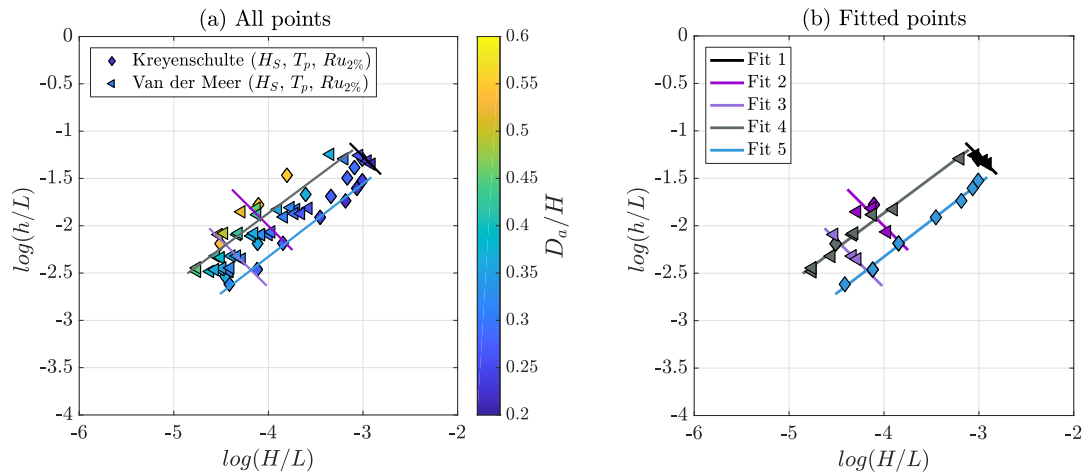 (a) All points
0
-0.5
-1
-1.5
-2
-2.5
-3
-3.5
-4
-6
-5
-4
-3
-2
log(h/L)
log(H/L)
Kreyenschulte (H_S, T_p, Ru_2%)
Van der Meer (H_S, T_p, Ru_2%)
0.6
0.55
0.5
0.45
0.4
0.35
0.3
0.25
0.2
D_a/H
(b) Fitted points
0
-0.5
-1
-1.5
-2
-2.5
-3
-3.5
-4
-6
-5
-4
-3
-2
log(h/L)
log(H/L)
Fit 1
Fit 2
Fit 3
Fit 4
Fit 5